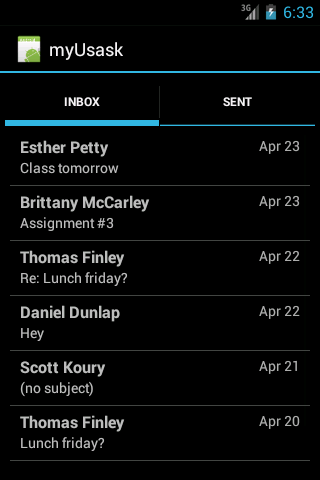 3G 6:33
myUsask
INBOX SENT
Esther Petty Apr 23
Class tomorrow
Brittany McCarley Apr 23
Assignment #3
Thomas Finley Apr 22
Re: Lunch friday?
Daniel Dunlap Apr 22
Hey
Scott Koury Apr 21
(no subject)
Thomas Finley Apr 20
Lunch friday?